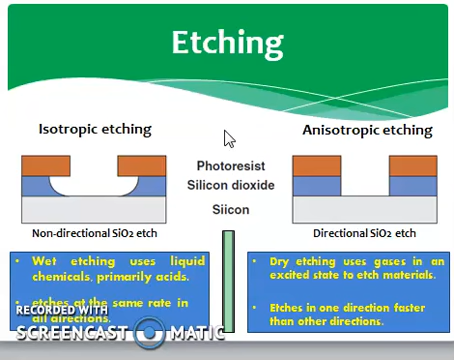 Etching
Isotropic etching
Anisotropic etching
Photoresist
Silicon dioxide
Siicon
Non-directional SiO2 etch
Directional SiO2 etch
• Wet etching uses liquid
chemicals, primarily acids.
• etches at the same rate in
all directions.
• Dry etching uses gases in an
excited state to etch materials.
• Etches in one direction faster
than other directions.
RECORDED WITH
SCREENCAST MATIC